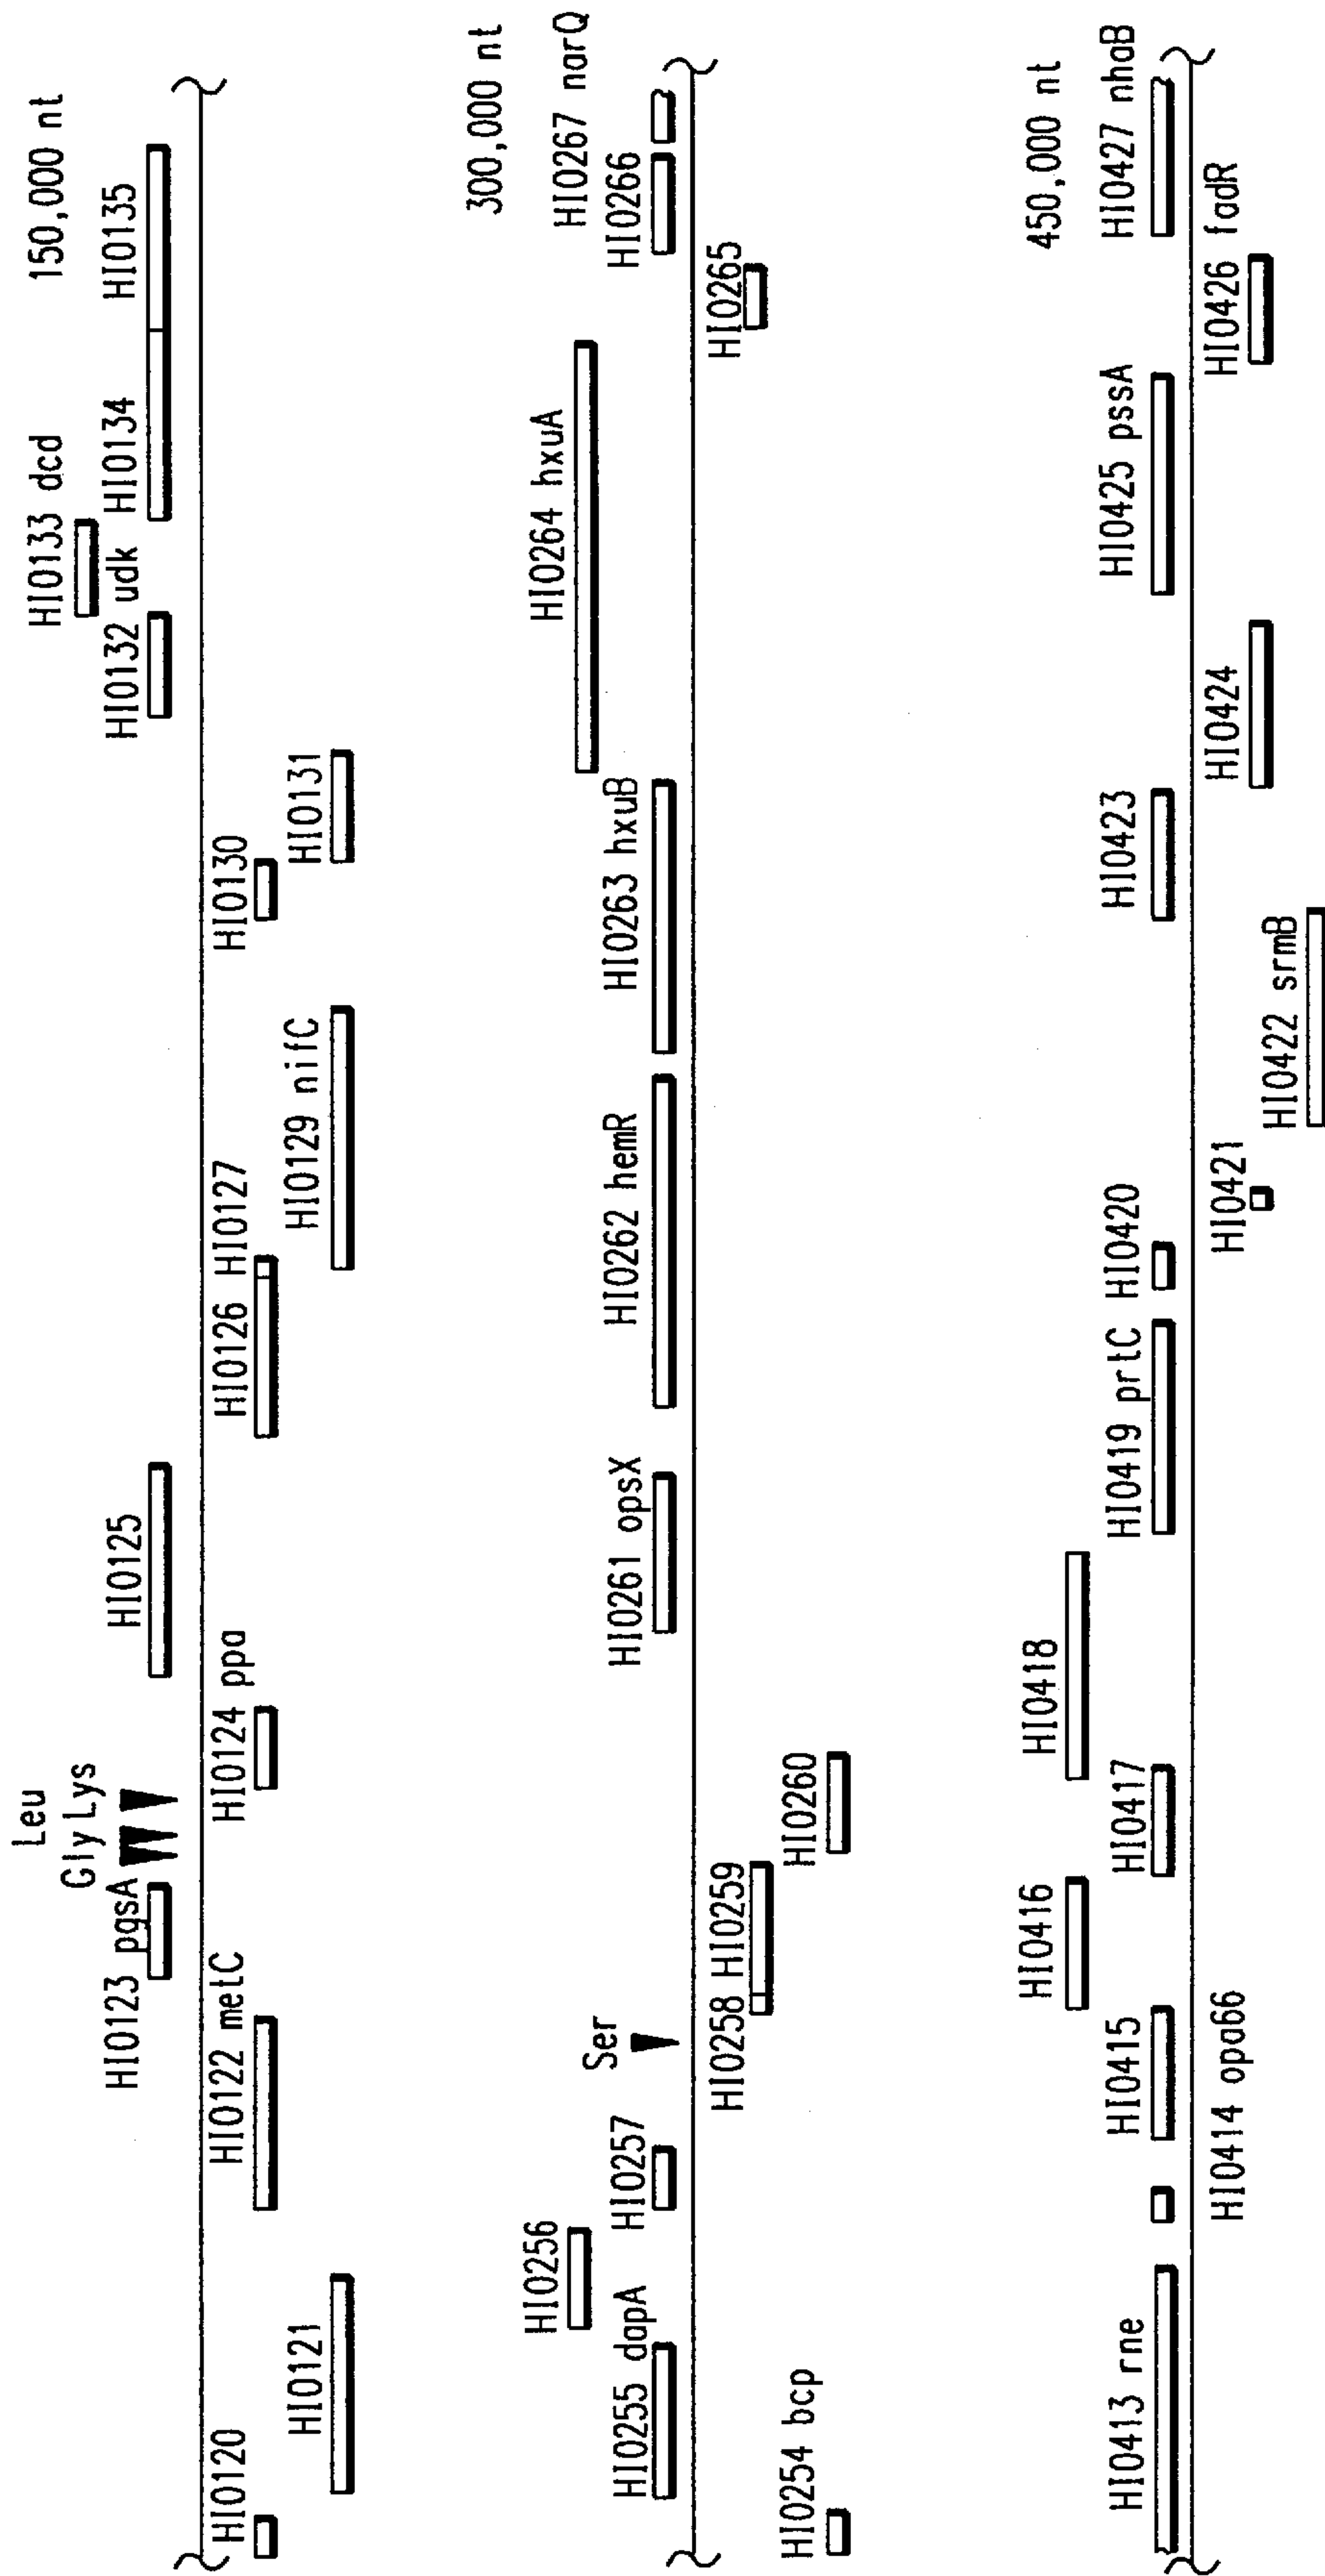 150,000 nt
HI0120
HI0121
HI0122 metC
HI0123 pgsA
Leu
Gly Lys
HI0124 ppa
HI0125
HI0126
HI0127
HI0129 nifC
HI0130
HI0131
HI0132 udk
HI0133 dcd
HI0134
HI0135
300,000 nt
HI0254 bcp
HI0255 dapA
HI0256
HI0257
Ser
HI0258 HI0259
HI0260
HI0261 opsX
HI0262 hemR
HI0263 hxuB
HI0264 hxuA
HI0265
HI0266
HI0267 narQ
450,000 nt
HI0413 rne
HI0414 opa66
HI0415
HI0416
HI0417
HI0418
HI0419 prtC
HI0420
HI0421
HI0422 srmB
HI0423
HI0424
HI0425 pssA
HI0426 fadR
HI0427 nhaB